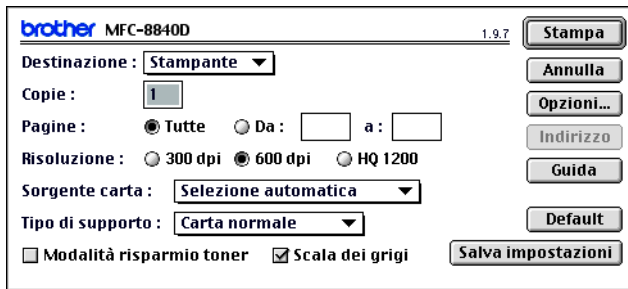 brother MFC-8840D 1.9.7 Stampa
Destinazione : Stampante Annulla
Copie : 1 Opzioni...
Pagine : Tutte Da : a : Indirizzo
Risoluzione : 300 dpi 600 dpi HQ 1200
Guida
Sorgente carta : Selezione automatica
Tipo di supporto : Carta normale Default
Modalità risparmio toner Scala dei grigi Salva impostazioni